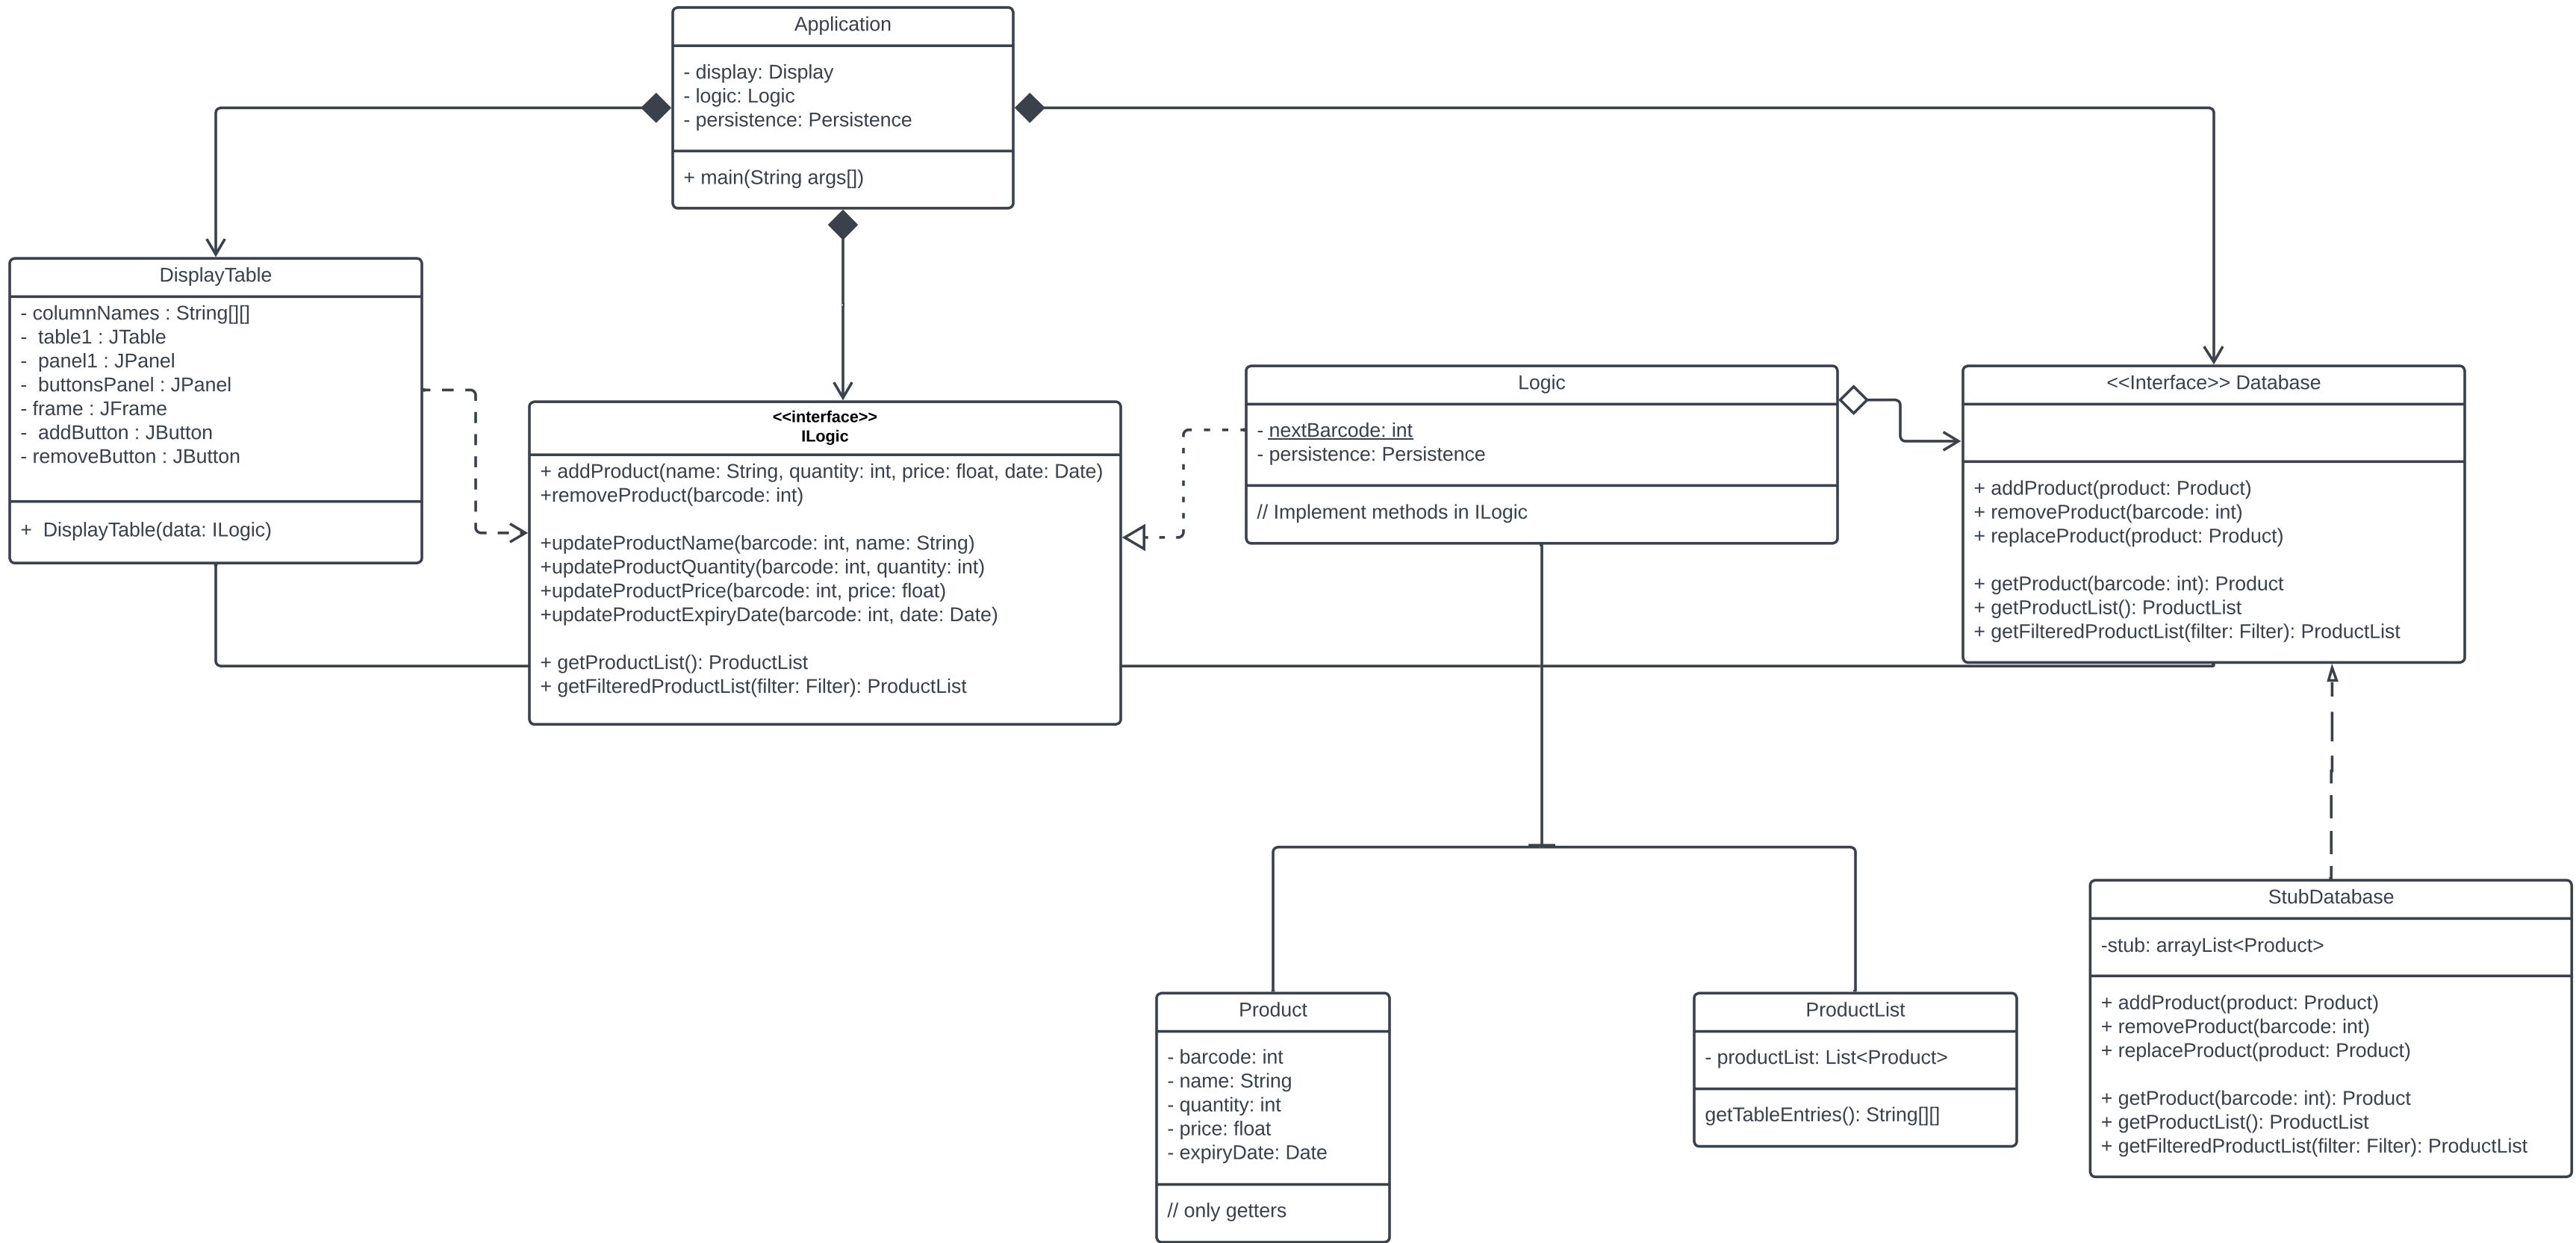 Application
- display: Display
- logic: Logic
- persistence: Persistence
+ main(String args[])
DisplayTable
- columnNames : String[][]
-  table1 : JTable
-  panel1 : JPanel
-  buttonsPanel : JPanel
- frame : JFrame
-  addButton : JButton
- removeButton : JButton
+  DisplayTable(data: ILogic)
<<interface>>
ILogic
+ addProduct(name: String, quantity: int, price: float, date: Date)
+removeProduct(barcode: int)
+updateProductName(barcode: int, name: String)
+updateProductQuantity(barcode: int, quantity: int)
+updateProductPrice(barcode: int, price: float)
+updateProductExpiryDate(barcode: int, date: Date)
+ getProductList(): ProductList
+ getFilteredProductList(filter: Filter): ProductList
Logic
- nextBarcode: int
- persistence: Persistence
// Implement methods in ILogic
<<Interface>> Database
+ addProduct(product: Product)
+ removeProduct(barcode: int)
+ replaceProduct(product: Product)
+ getProduct(barcode: int): Product
+ getProductList(): ProductList
+ getFilteredProductList(filter: Filter): ProductList
Product
- barcode: int
- name: String
- quantity: int
- price: float
- expiryDate: Date
// only getters
ProductList
- productList: List<Product>
getTableEntries(): String[][]
StubDatabase
-stub: arrayList<Product>
+ addProduct(product: Product)
+ removeProduct(barcode: int)
+ replaceProduct(product: Product)
+ getProduct(barcode: int): Product
+ getProductList(): ProductList
+ getFilteredProductList(filter: Filter): ProductList